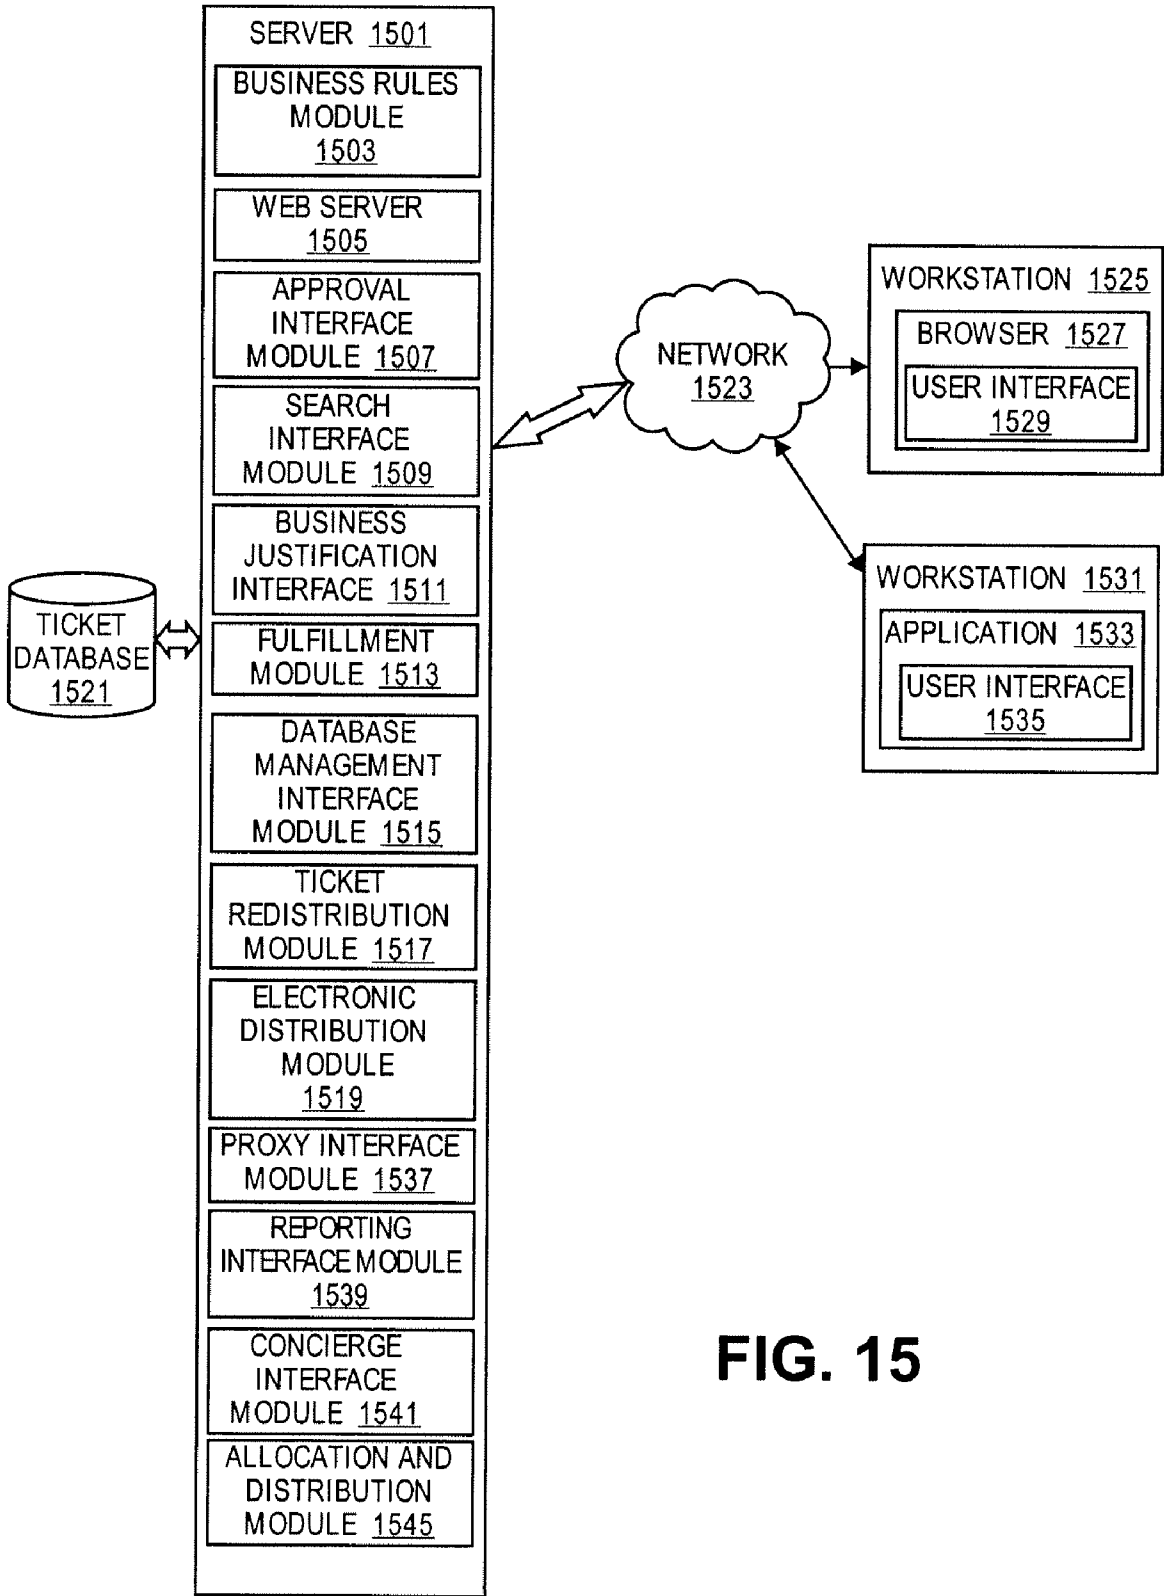 SERVER 1501
BUSINESS RULES
MODULE
1503
WEB SERVER
1505
APPROVAL
INTERFACE
MODULE 1507
SEARCH
INTERFACE
MODULE 1509
BUSINESS
JUSTIFICATION
INTERFACE 1511
FULFILLMENT
MODULE 1513
DATABASE
MANAGEMENT
INTERFACE
MODULE 1515
TICKET
REDISTRIBUTION
MODULE 1517
ELECTRONIC
DISTRIBUTION
MODULE
1519
PROXY INTERFACE
MODULE 1537
REPORTING
INTERFACE MODULE
1539
CONCIERGE
INTERFACE
MODULE 1541
ALLOCATION AND
DISTRIBUTION
MODULE 1545
TICKET
DATABASE
1521
NETWORK
1523
WORKSTATION 1525
BROWSER 1527
USER INTERFACE
1529
WORKSTATION 1531
APPLICATION 1533
USER INTERFACE
1535
FIG. 15